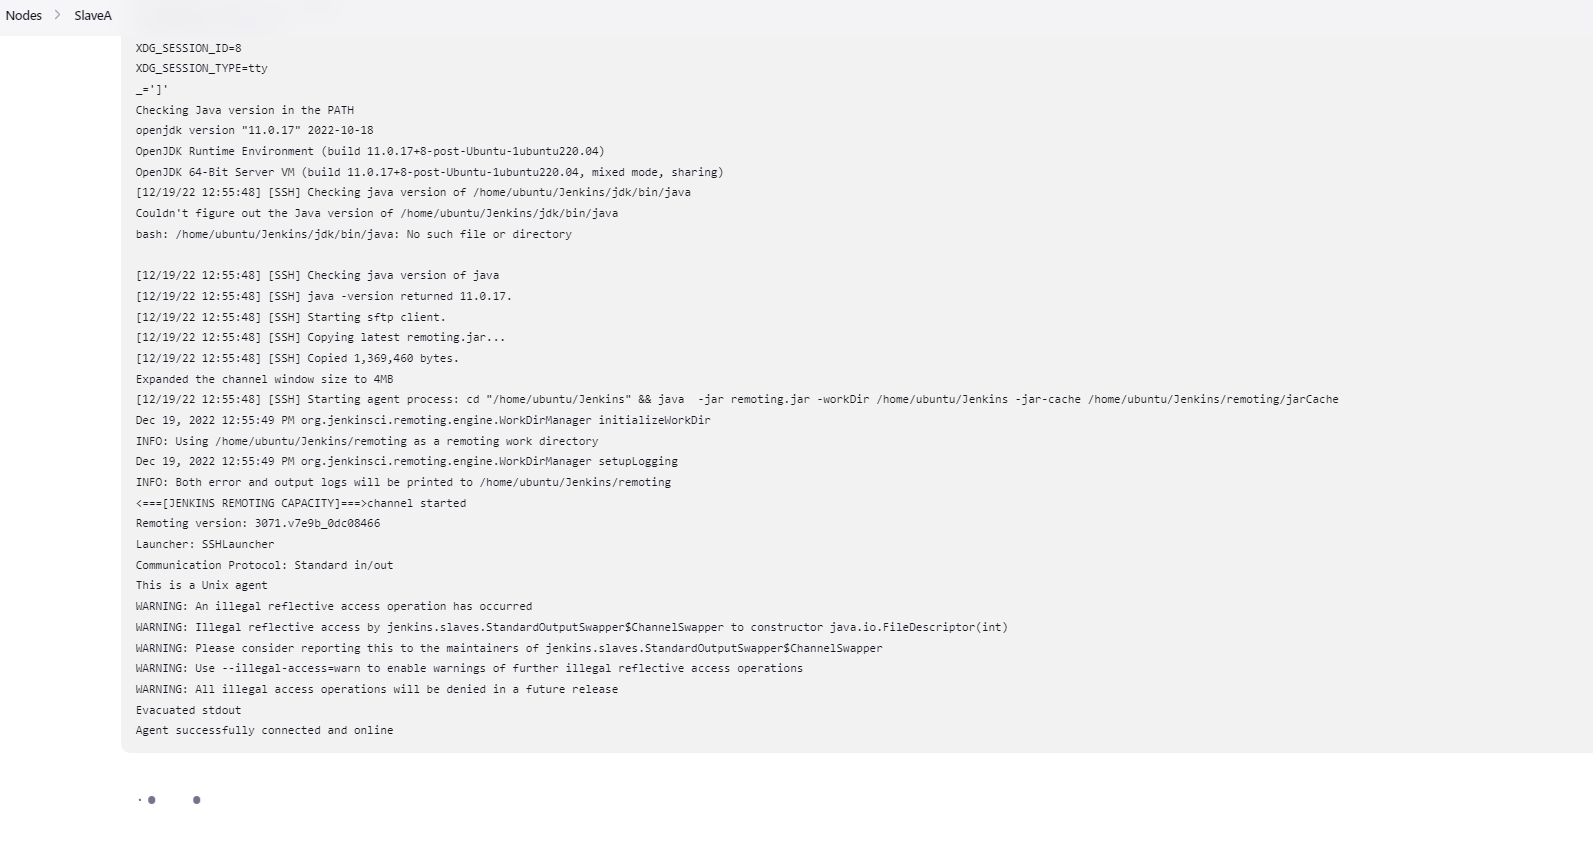 Nodes > SlaveA
XDG_SESSION_ID=8
XDG_SESSION_TYPE=tty
_=']'
Checking Java version in the PATH
openjdk version "11.0.17" 2022-10-18
OpenJDK Runtime Environment (build 11.0.17+8-post-Ubuntu-1ubuntu220.04)
OpenJDK 64-Bit Server VM (build 11.0.17+8-post-Ubuntu-1ubuntu220.04, mixed mode, sharing)
[12/19/22 12:55:48] [SSH] Checking java version of /home/ubuntu/Jenkins/jdk/bin/java
Couldn't figure out the Java version of /home/ubuntu/Jenkins/jdk/bin/java
bash: /home/ubuntu/Jenkins/jdk/bin/java: No such file or directory
[12/19/22 12:55:48] [SSH] Checking java version of java
[12/19/22 12:55:48] [SSH] java -version returned 11.0.17.
[12/19/22 12:55:48] [SSH] Starting sftp client.
[12/19/22 12:55:48] [SSH] Copying latest remoting.jar...
[12/19/22 12:55:48] [SSH] Copied 1,369,460 bytes.
Expanded the channel window size to 4MB
[12/19/22 12:55:48] [SSH] Starting agent process: cd "/home/ubuntu/Jenkins" && java  -jar remoting.jar -workDir /home/ubuntu/Jenkins -jar-cache /home/ubuntu/Jenkins/remoting/jarCache
Dec 19, 2022 12:55:49 PM org.jenkinsci.remoting.engine.WorkDirManager initializeWorkDir
INFO: Using /home/ubuntu/Jenkins/remoting as a remoting work directory
Dec 19, 2022 12:55:49 PM org.jenkinsci.remoting.engine.WorkDirManager setupLogging
INFO: Both error and output logs will be printed to /home/ubuntu/Jenkins/remoting
<===[JENKINS REMOTING CAPACITY]===>channel started
Remoting version: 3071.v7e9b_0dc08466
Launcher: SSHLauncher
Communication Protocol: Standard in/out
This is a Unix agent
WARNING: An illegal reflective access operation has occurred
WARNING: Illegal reflective access by jenkins.slaves.StandardOutputSwapper$ChannelSwapper to constructor java.io.FileDescriptor(int)
WARNING: Please consider reporting this to the maintainers of jenkins.slaves.StandardOutputSwapper$ChannelSwapper
WARNING: Use --illegal-access=warn to enable warnings of further illegal reflective access operations
WARNING: All illegal access operations will be denied in a future release
Evacuated stdout
Agent successfully connected and online